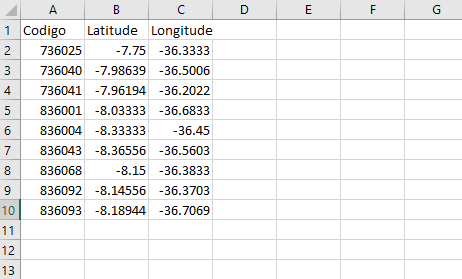 A B C D E F G
1 Codigo Latitude Longitude
2 736025 -7.75 -36.3333
3 736040 -7.98639 -36.5006
4 736041 -7.96194 -36.2022
5 836001 -8.03333 -36.6833
6 836004 -8.33333 -36.45
7 836043 -8.36556 -36.5603
8 836068 -8.15 -36.3833
9 836092 -8.14556 -36.3703
10 836093 -8.18944 -36.7069
11
12
13